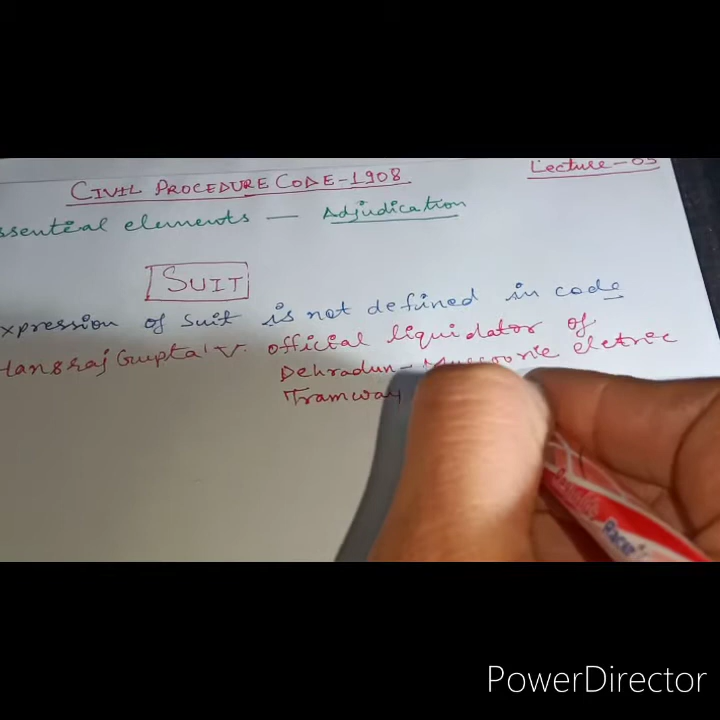 Lecture-03
CIVIL PROCEDURE CODE-1908
ssential elements — Adjudication
SUIT
xpression of suit is not defined in code
Hansraj Gupta V. official liquidator of
Dehradun- eletric
Tramway
Racer
PowerDirector